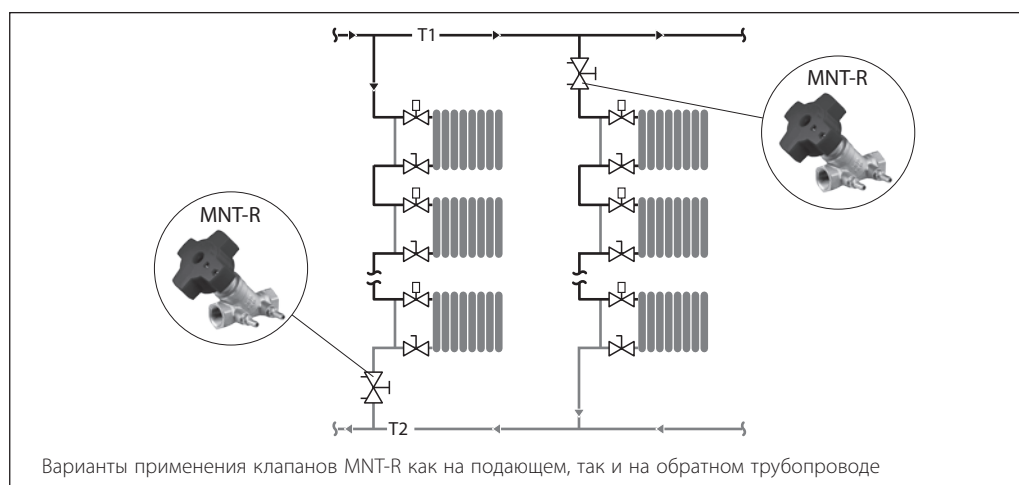 T1
MNT-R
MNT-R
T2
Варианты применения клапанов MNT-R как на подающем, так и на обратном трубопроводе